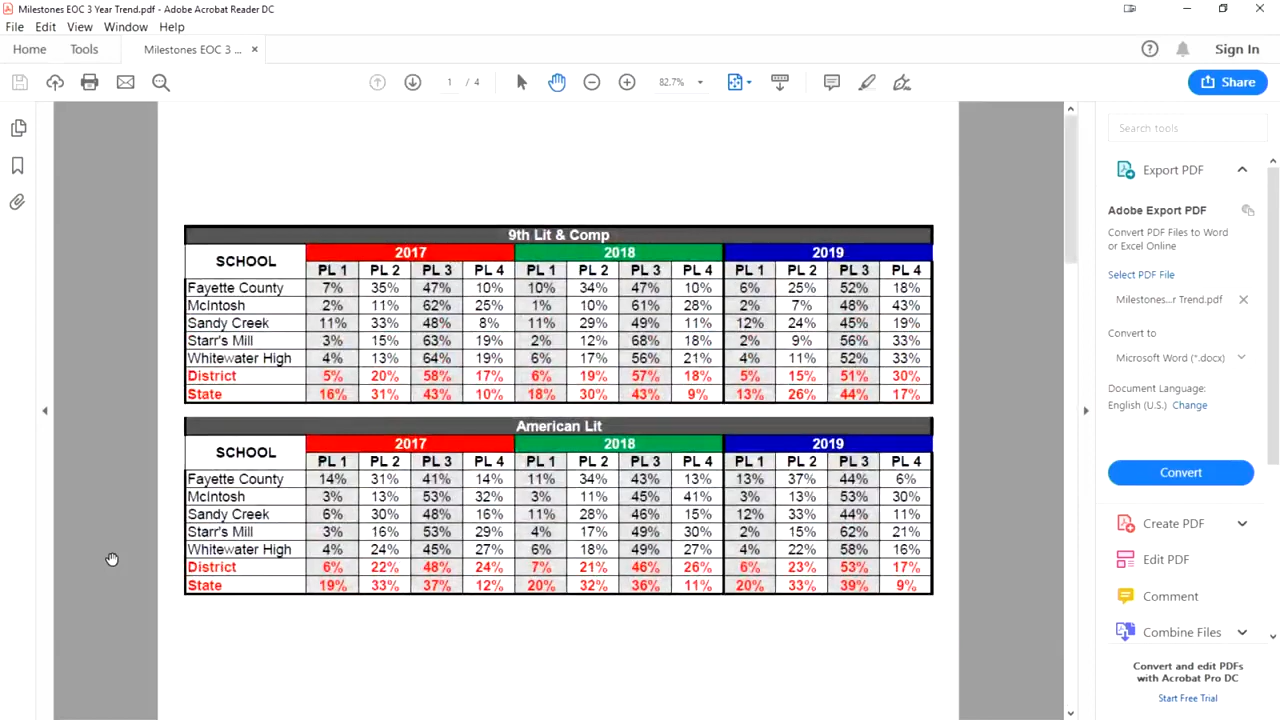 Milestones EOC 3 Year Trend.pdf - Adobe Acrobat Reader DC
File Edit View Window Help
Home Tools Milestones EOC 3 ... × Sign In
1 / 4 82.7% Share
Search tools
Export PDF
Adobe Export PDF
Convert PDF Files to Word
or Excel Online
Select PDF File
Milestones...r Trend.pdf ×
Convert to
Microsoft Word (*.docx)
Document Language:
English (U.S.) Change
Convert
Create PDF
Edit PDF
Comment
Combine Files
Convert and edit PDFs
with Acrobat Pro DC
Start Free Trial
9th Lit & Comp
SCHOOL 2017 2018 2019
PL 1 PL 2 PL 3 PL 4 PL 1 PL 2 PL 3 PL 4 PL 1 PL 2 PL 3 PL 4
Fayette County 7% 35% 47% 10% 10% 34% 47% 10% 6% 25% 52% 18%
McIntosh 2% 11% 62% 25% 1% 10% 61% 28% 2% 7% 48% 43%
Sandy Creek 11% 33% 48% 8% 11% 29% 49% 11% 12% 24% 45% 19%
Starr's Mill 3% 15% 63% 19% 2% 12% 68% 18% 2% 9% 56% 33%
Whitewater High 4% 13% 64% 19% 6% 17% 56% 21% 4% 11% 52% 33%
District 5% 20% 58% 17% 6% 19% 57% 18% 5% 15% 51% 30%
State 16% 31% 43% 10% 18% 30% 43% 9% 13% 26% 44% 17%
American Lit
SCHOOL 2017 2018 2019
PL 1 PL 2 PL 3 PL 4 PL 1 PL 2 PL 3 PL 4 PL 1 PL 2 PL 3 PL 4
Fayette County 14% 31% 41% 14% 11% 34% 43% 13% 13% 37% 44% 6%
McIntosh 3% 13% 53% 32% 3% 11% 45% 41% 3% 13% 53% 30%
Sandy Creek 6% 30% 48% 16% 11% 28% 46% 15% 12% 33% 44% 11%
Starr's Mill 3% 16% 53% 29% 4% 17% 49% 30% 2% 15% 62% 21%
Whitewater High 4% 24% 45% 27% 6% 18% 49% 27% 4% 22% 58% 16%
District 6% 22% 48% 24% 7% 21% 46% 26% 6% 23% 53% 17%
State 19% 33% 37% 12% 20% 32% 36% 11% 20% 33% 39% 9%